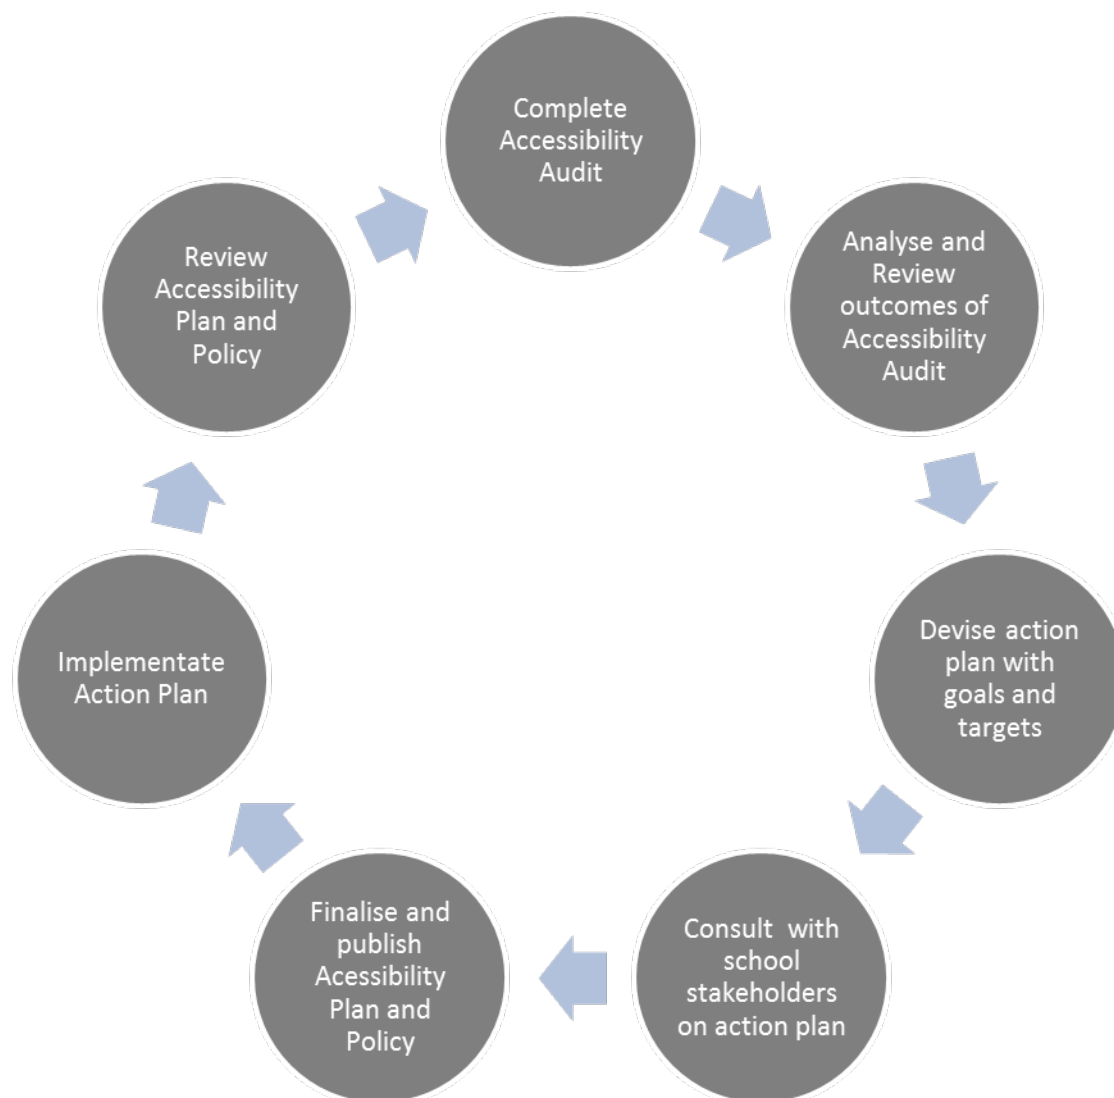 Complete
Accessibility
Audit
Analyse and
Review
outcomes of
Accessibility
Audit
Devise action
plan with
goals and
targets
Consult with
school
stakeholders
on action plan
Finalise and
publish
Acessibility
Plan and
Policy
Implementate
Action Plan
Review
Accessibility
Plan and
Policy